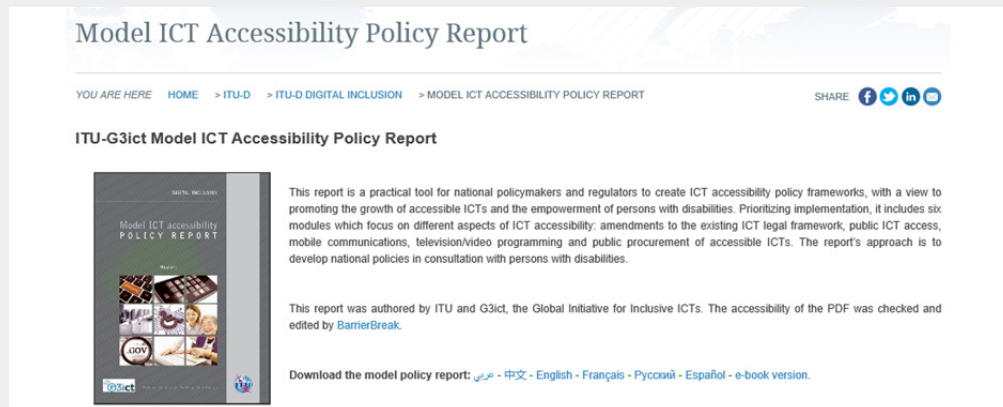 Model ICT Accessibility Policy Report
YOU ARE HERE HOME > ITU-D > ITU-D DIGITAL INCLUSION > MODEL ICT ACCESSIBILITY POLICY REPORT SHARE
ITU-G3ict Model ICT Accessibility Policy Report
DIGITAL INCLUSION
Model ICT accessibility
POLICY REPORT
Report
.GOV
G3ict
This report is a practical tool for national policymakers and regulators to create ICT accessibility policy frameworks, with a view to
promoting the growth of accessible ICTs and the empowerment of persons with disabilities. Prioritizing implementation, it includes six
modules which focus on different aspects of ICT accessibility: amendments to the existing ICT legal framework, public ICT access,
mobile communications, television/video programming and public procurement of accessible ICTs. The report's approach is to
develop national policies in consultation with persons with disabilities.
This report was authored by ITU and G3ict, the Global Initiative for Inclusive ICTs. The accessibility of the PDF was checked and
edited by BarrierBreak.
Download the model policy report: عربي - 中文 - English - Français - Русский - Español - e-book version.